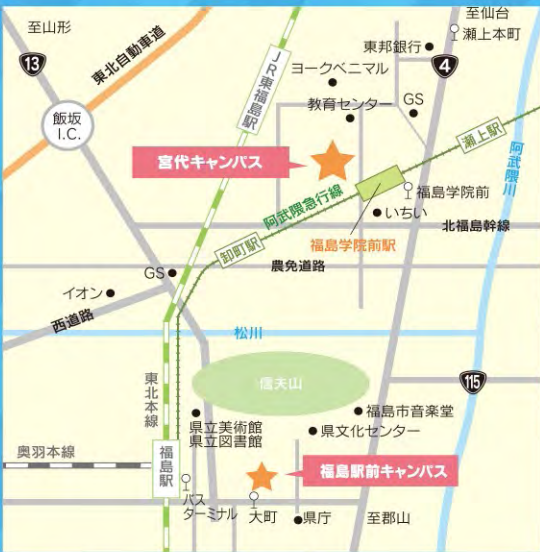 至山形
至仙台
瀬上本町
13
東北自動車道
東邦銀行
4
ヨークベニマル
JR東福島駅
飯坂
I.C.
教育センター
GS
瀬上駅
宮代キャンパス
阿武隈川
阿武隈急行線
福島学院前
いちい
北福島幹線
卸町駅
福島学院前駅
農免道路
GS
イオン
西道路
松川
信夫山
115
東北本線
県立美術館
県立図書館
福島市音楽堂
県文化センター
奥羽本線
福島駅
福島駅前キャンパス
バス
ターミナル
大町
県庁
至郡山